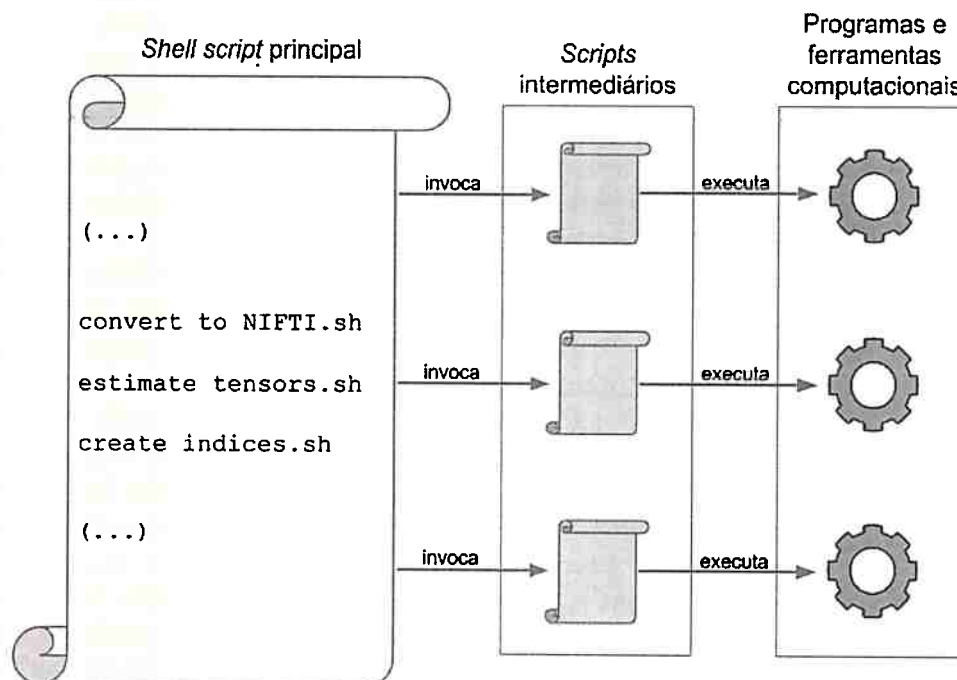 Shell script principal
Scripts
intermediários
Programas e
ferramentas
computacionais
(...)
convert to NIFTI.sh
estimate tensors.sh
create indices.sh
(...)
invoca
executa
invoca
executa
invoca
executa